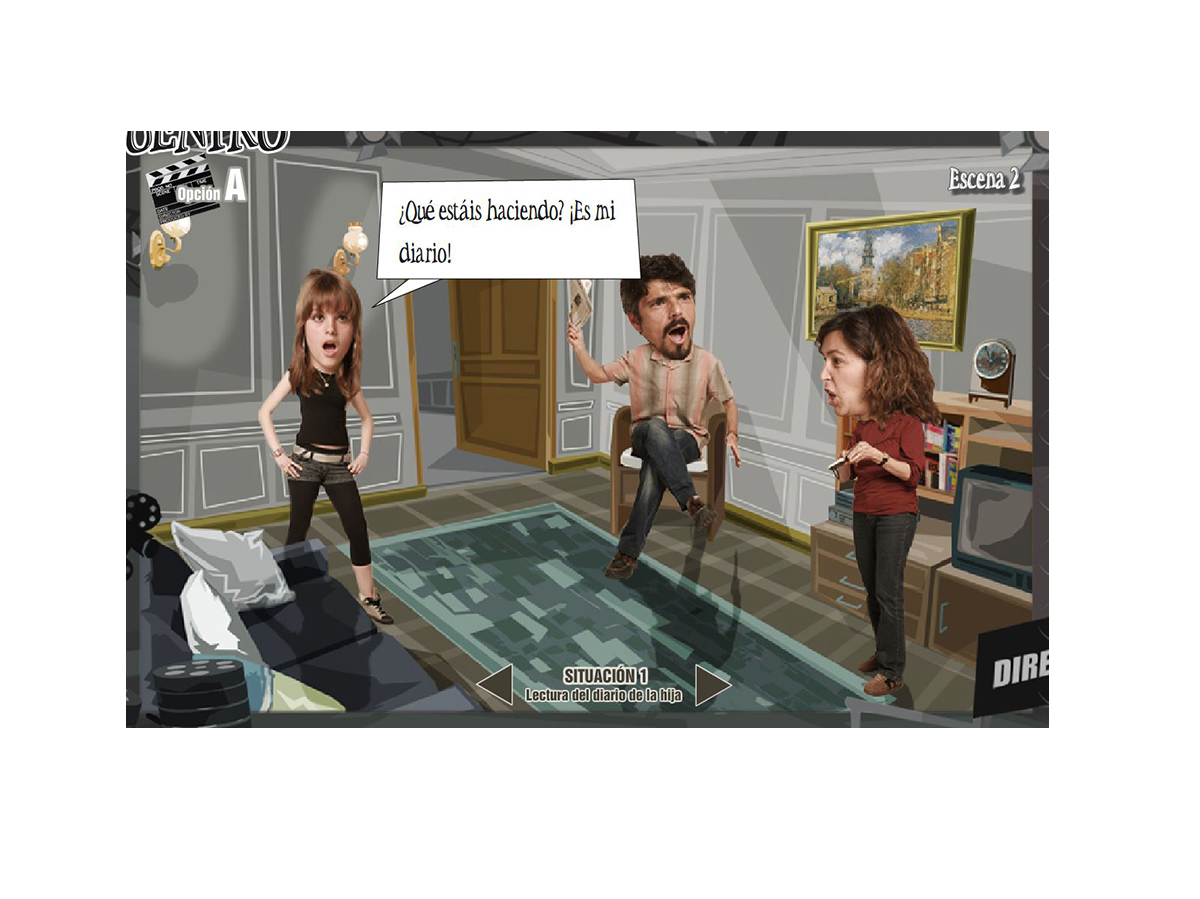 Opción A
Escena 2
¿Qué estáis haciendo? ¡Es mi
diario!
SITUACIÓN 1
Lectura del diario de la hija
DIRE